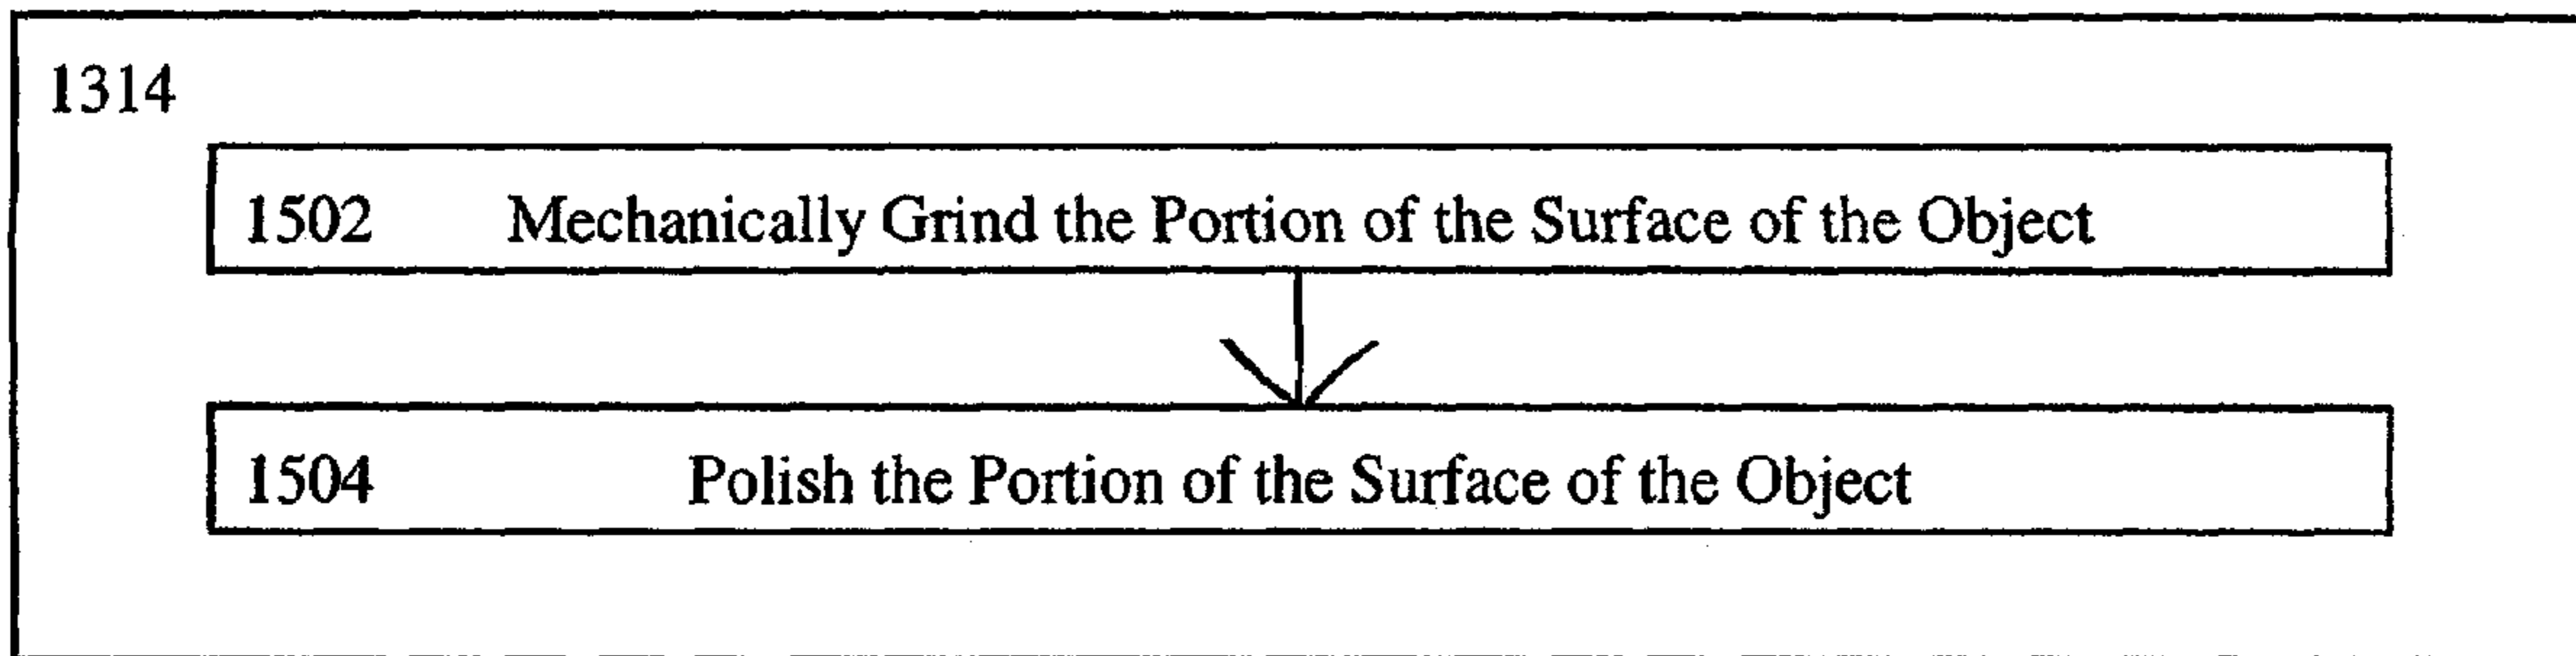 1314
1502 Mechanically Grind the Portion of the Surface of the Object
1504 Polish the Portion of the Surface of the Object